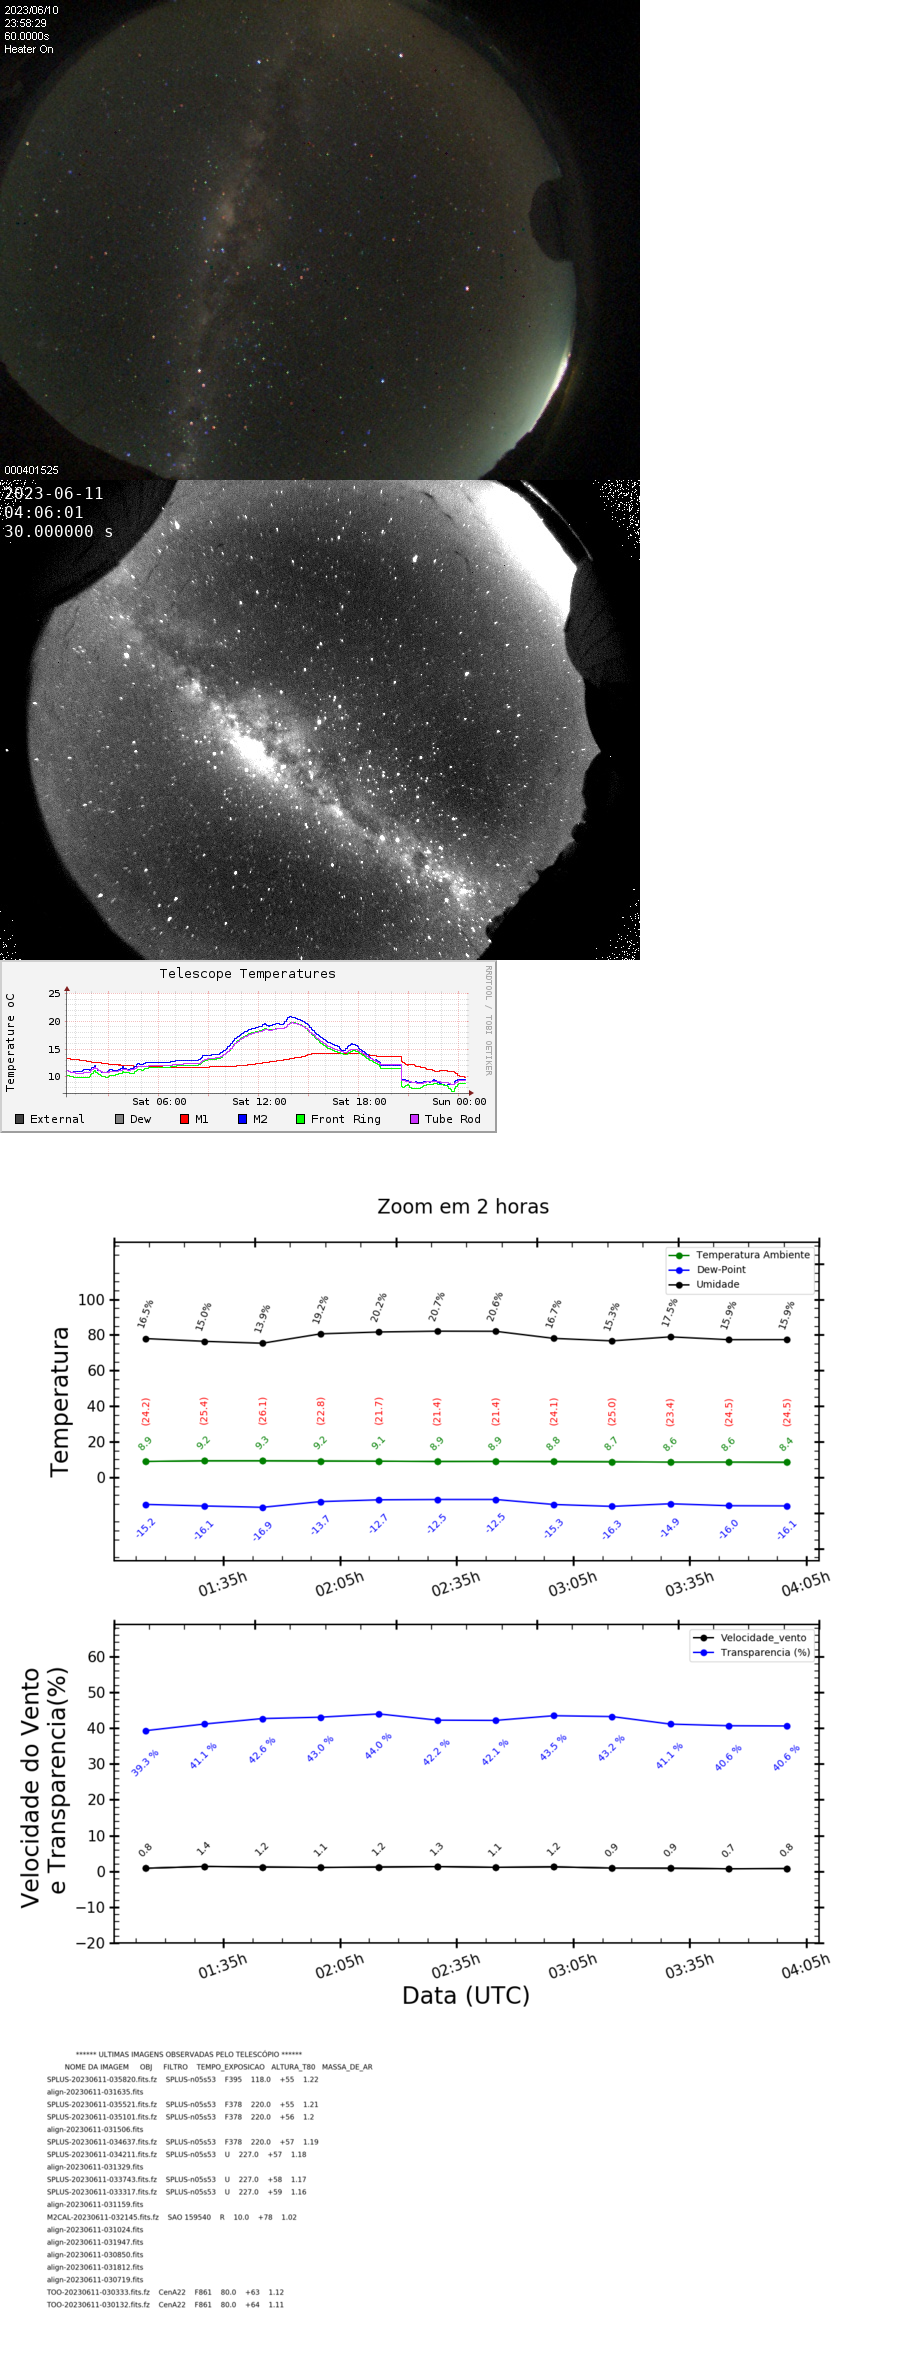 2023/06/10
23:58:29
60.0000s
Heater On
000401525
2023-06-11
04:06:01
30.000000 s
Telescope Temperatures
RRDTOOL / TOBI OETIKER
Temperature oC
25
20
15
10
Sat 06:00 Sat 12:00 Sat 18:00 Sun 00:00
External Dew M1 M2 Front Ring Tube Rod
Zoom em 2 horas
Temperatura Ambiente
Dew-Point
Umidade
Temperatura
100
80
60
40
20
0
16.5% 15.0% 13.9% 19.2% 20.2% 20.7% 20.6% 16.7% 15.3% 17.5% 15.9% 15.9%
(24.2) (25.4) (26.1) (22.8) (21.7) (21.4) (21.4) (24.1) (25.0) (23.4) (24.5) (24.5)
8.9 9.2 9.3 9.2 9.1 8.9 8.9 8.8 8.7 8.6 8.6 8.4
-15.2 -16.1 -16.9 -13.7 -12.7 -12.5 -12.5 -15.3 -16.3 -14.9 -16.0 -16.1
01:35h 02:05h 02:35h 03:05h 03:35h 04:05h
Velocidade_vento
Transparencia (%)
Velocidade do Vento
e Transparencia(%)
60
50
40
30
20
10
0
−10
−20
39.3 % 41.1 % 42.6 % 43.0 % 44.0 % 42.2 % 42.1 % 43.5 % 43.2 % 41.1 % 40.6 % 40.6 %
0.8 1.4 1.2 1.1 1.2 1.3 1.1 1.2 0.9 0.9 0.7 0.8
01:35h 02:05h 02:35h 03:05h 03:35h 04:05h
Data (UTC)
****** ULTIMAS IMAGENS OBSERVADAS PELO TELESCÓPIO ******
NOME DA IMAGEM OBJ FILTRO TEMPO_EXPOSICAO ALTURA_T80 MASSA_DE_AR
SPLUS-20230611-035820.fits.fz SPLUS-n05s53 F395 118.0 +55 1.22
align-20230611-031635.fits
SPLUS-20230611-035521.fits.fz SPLUS-n05s53 F378 220.0 +55 1.21
SPLUS-20230611-035101.fits.fz SPLUS-n05s53 F378 220.0 +56 1.2
align-20230611-031506.fits
SPLUS-20230611-034637.fits.fz SPLUS-n05s53 F378 220.0 +57 1.19
SPLUS-20230611-034211.fits.fz SPLUS-n05s53 U 227.0 +57 1.18
align-20230611-031329.fits
SPLUS-20230611-033743.fits.fz SPLUS-n05s53 U 227.0 +58 1.17
SPLUS-20230611-033317.fits.fz SPLUS-n05s53 U 227.0 +59 1.16
align-20230611-031159.fits
M2CAL-20230611-032145.fits.fz SAO 159540 R 10.0 +78 1.02
align-20230611-031024.fits
align-20230611-031947.fits
align-20230611-030850.fits
align-20230611-031812.fits
align-20230611-030719.fits
TOO-20230611-030333.fits.fz CenA22 F861 80.0 +63 1.12
TOO-20230611-030132.fits.fz CenA22 F861 80.0 +64 1.11